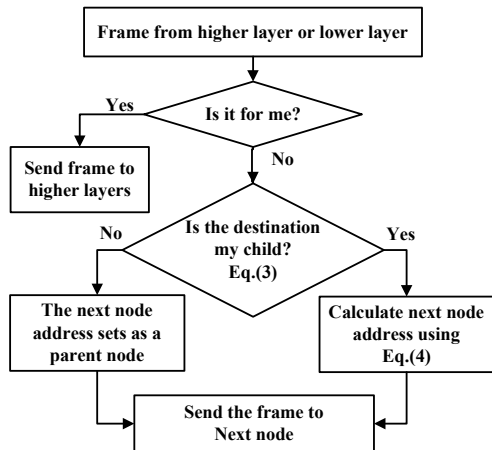 Frame from higher layer or lower layer
Yes
Is it for me?
Send frame to
higher layers
No
No
Is the destination
my child?
Eq.(3)
Yes
The next node
address sets as a
parent node
Calculate next node
address using
Eq.(4)
Send the frame to
Next node